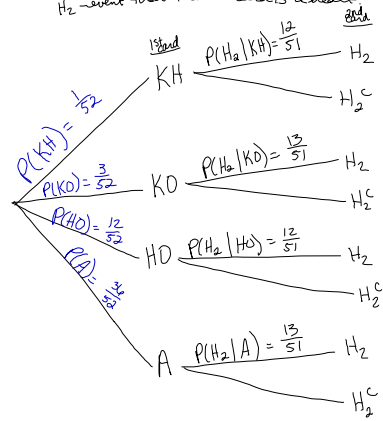 H₂ - event
1st card
2nd card
P(KH) = 1/52
KH
P(H₂|KH) = 12/51
H₂
H₂ᶜ
P(KO) = 3/52
KO
P(H₂|KO) = 13/51
H₂
H₂ᶜ
P(HO) = 12/52
HO
P(H₂|HO) = 12/51
H₂
H₂ᶜ
P(A) = 36/52
A
P(H₂|A) = 13/51
H₂
H₂ᶜ